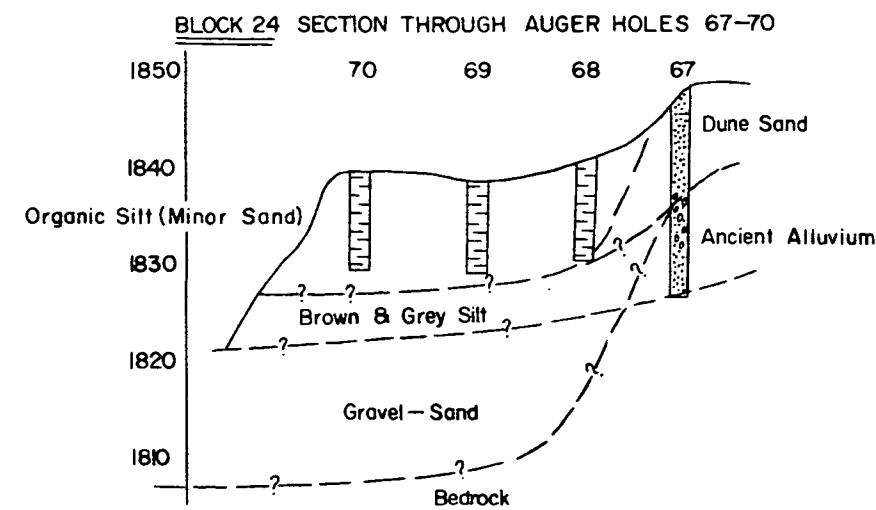 BLOCK 24 SECTION THROUGH AUGER HOLES 67-70
1850 70 69 68 67
Dune Sand
1840
Organic Silt (Minor Sand)
Ancient Alluvium
1830
? ? ? ? ?
Brown & Grey Silt
? ?
1820
?
Gravel-Sand
1810
? ?
Bedrock